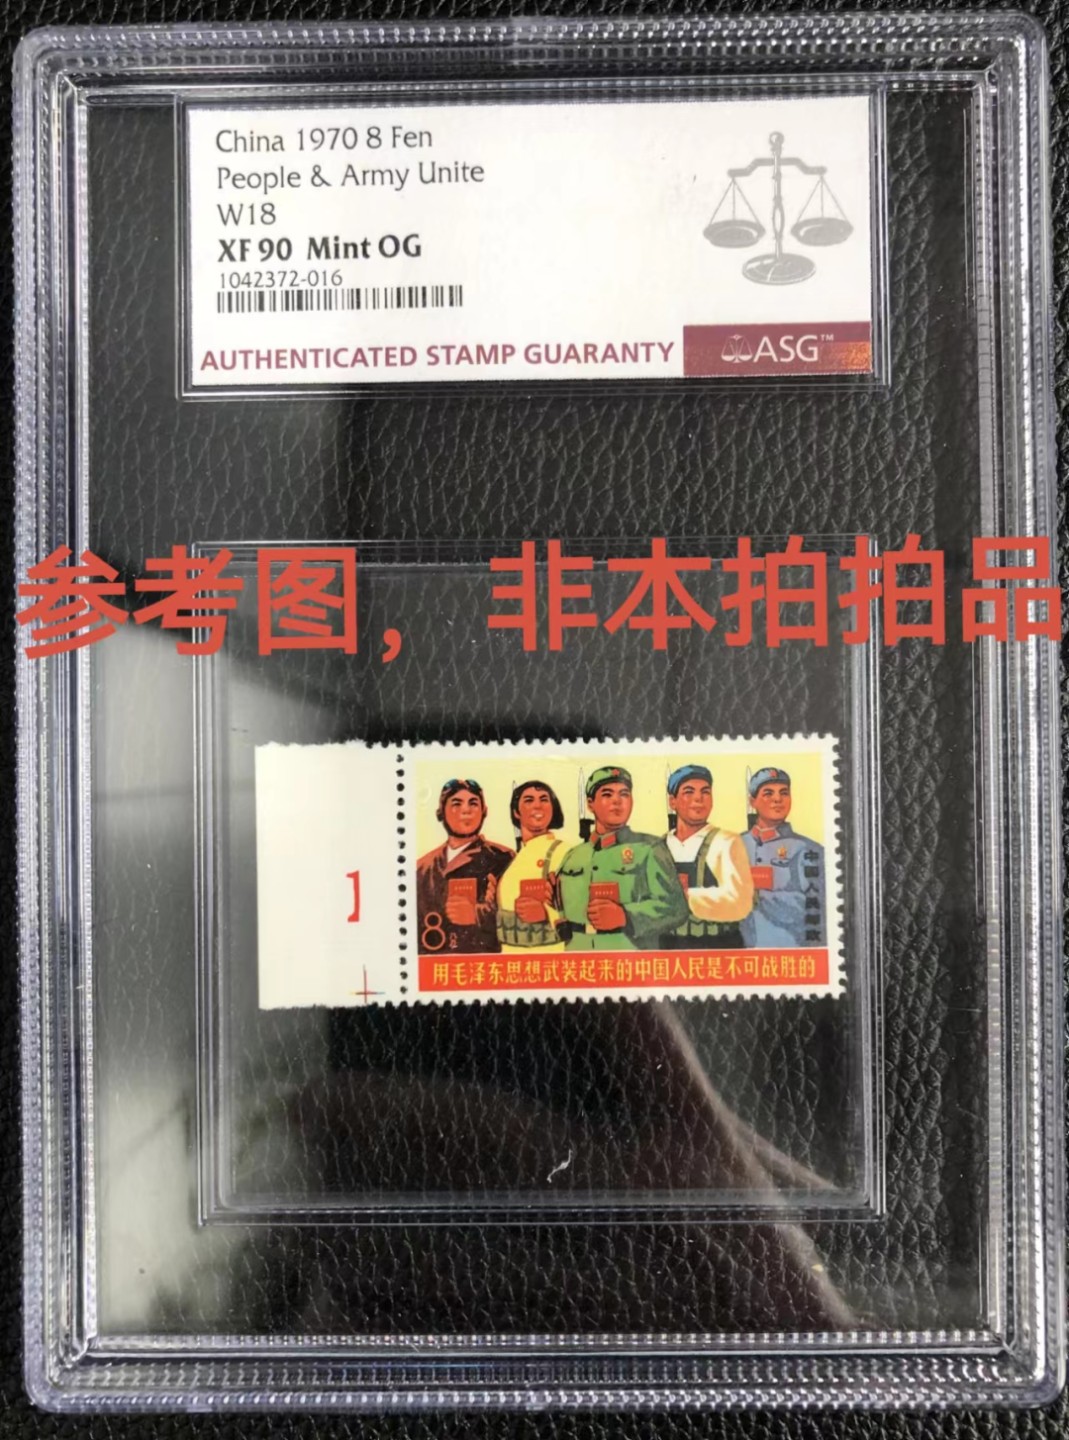 China 1970 8 Fen
People & Army Unite
W18
XF 90 Mint OG
1042372-016
AUTHENTICATED STAMP GUARANTY
ASG™
参考图，非本拍拍品
1
8
分
中国人民邮政
用毛泽东思想武装起来的中国人民是不可战胜的